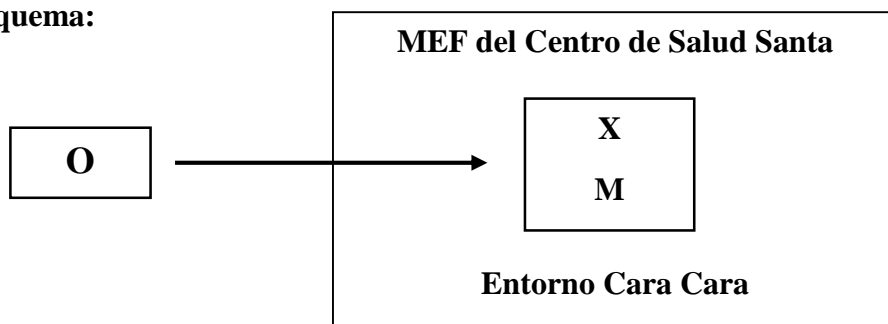 quema:
MEF del Centro de Salud Santa
X
O
M
Entorno Cara Cara